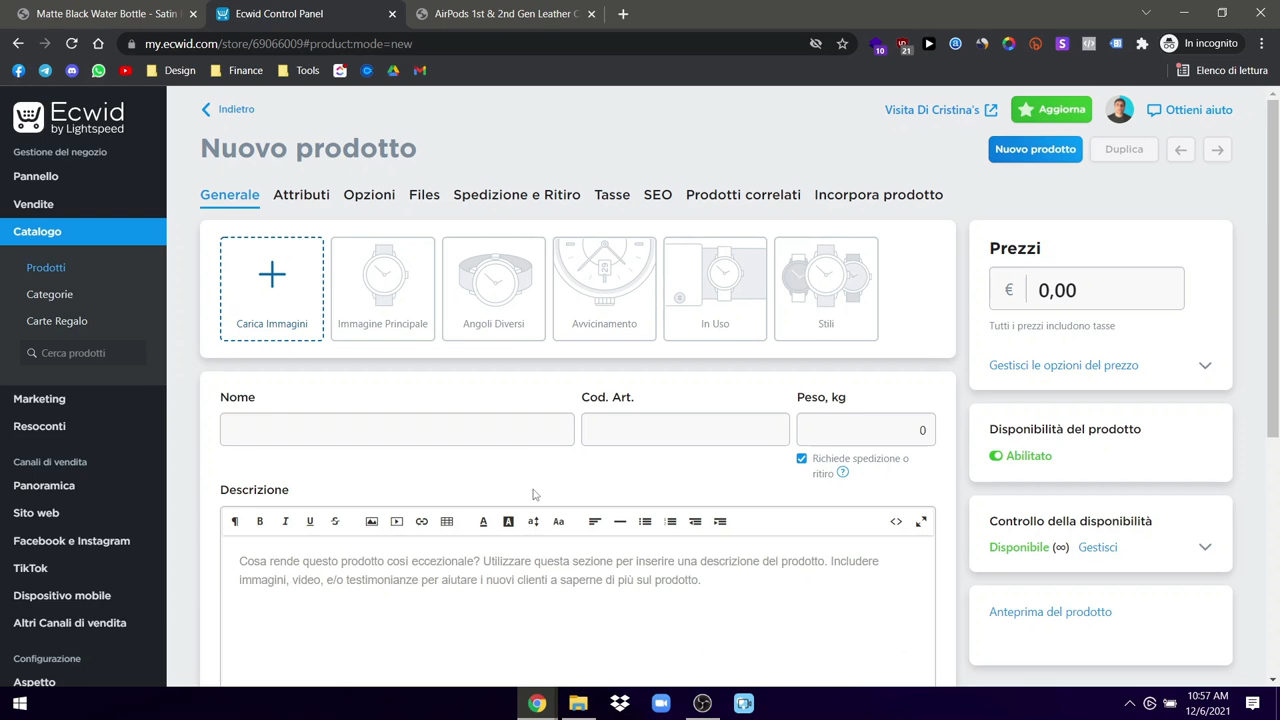 Matte Black Water Bottle - Satin
Ecwid Control Panel
AirPods 1st & 2nd Gen Leather C
my.ecwid.com/store/69066009#product:mode=new
10
21
In incognito
Design
Finance
Tools
Elenco di lettura
Ecwid
by Lightspeed
Gestione del negozio
Pannello
Vendite
Catalogo
Prodotti
Categorie
Carte Regalo
Cerca prodotti
Marketing
Resoconti
Canali di vendita
Panoramica
Sito web
Facebook e Instagram
TikTok
Dispositivo mobile
Altri Canali di vendita
Configurazione
Aspetto
Indietro
Visita Di Cristina's
Aggiorna
Ottieni aiuto
Nuovo prodotto
Nuovo prodotto
Duplica
Generale
Attributi
Opzioni
Files
Spedizione e Ritiro
Tasse
SEO
Prodotti correlati
Incorpora prodotto
Carica Immagini
Immagine Principale
Angoli Diversi
Avvicinamento
In Uso
Stili
Nome
Cod. Art.
Peso, kg
0
Richiede spedizione o
ritiro
Descrizione
Cosa rende questo prodotto così eccezionale? Utilizzare questa sezione per inserire una descrizione del prodotto. Includere
immagini, video, e/o testimonianze per aiutare i nuovi clienti a saperne di più sul prodotto.
Prezzi
€ 0,00
Tutti i prezzi includono tasse
Gestisci le opzioni del prezzo
Disponibilità del prodotto
Abilitato
Controllo della disponibilità
Disponibile (∞) Gestisci
Anteprima del prodotto
10:57 AM
12/6/2021